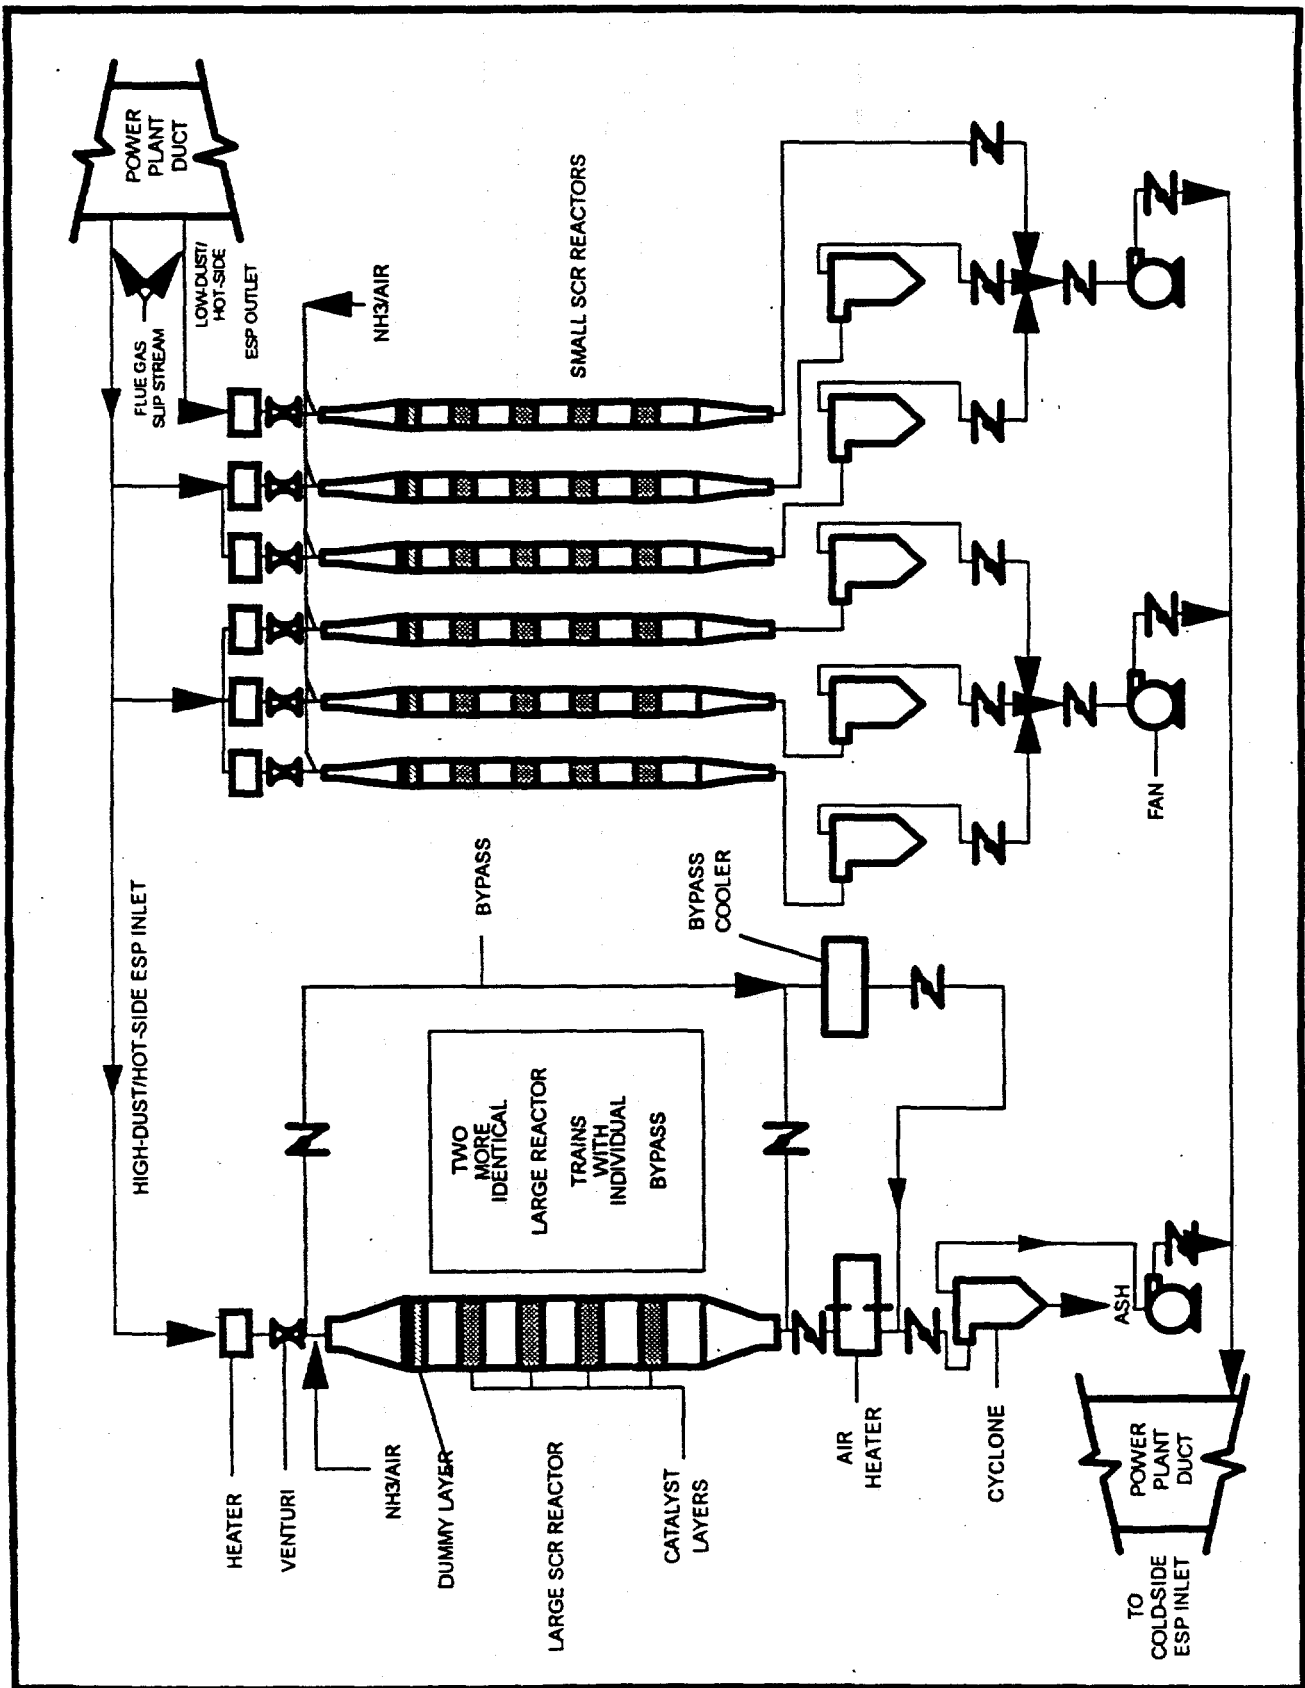 POWER
PLANT
DUCT
HIGH-DUST/HOT-SIDE ESP INLET
FLUE GAS
SLIP STREAM
LOW-DUST/
HOT-SIDE
ESP OUTLET
HEATER
VENTURI
NH3/AIR
NH3/AIR
DUMMY LAYER
TWO
MORE
IDENTICAL
LARGE REACTOR
TRAINS
WITH
INDIVIDUAL
BYPASS
BYPASS
LARGE SCR REACTOR
SMALL SCR REACTORS
CATALYST
LAYERS
BYPASS
COOLER
AIR
HEATER
CYCLONE
ASH
FAN
POWER
PLANT
DUCT
TO
COLD-SIDE
ESP INLET